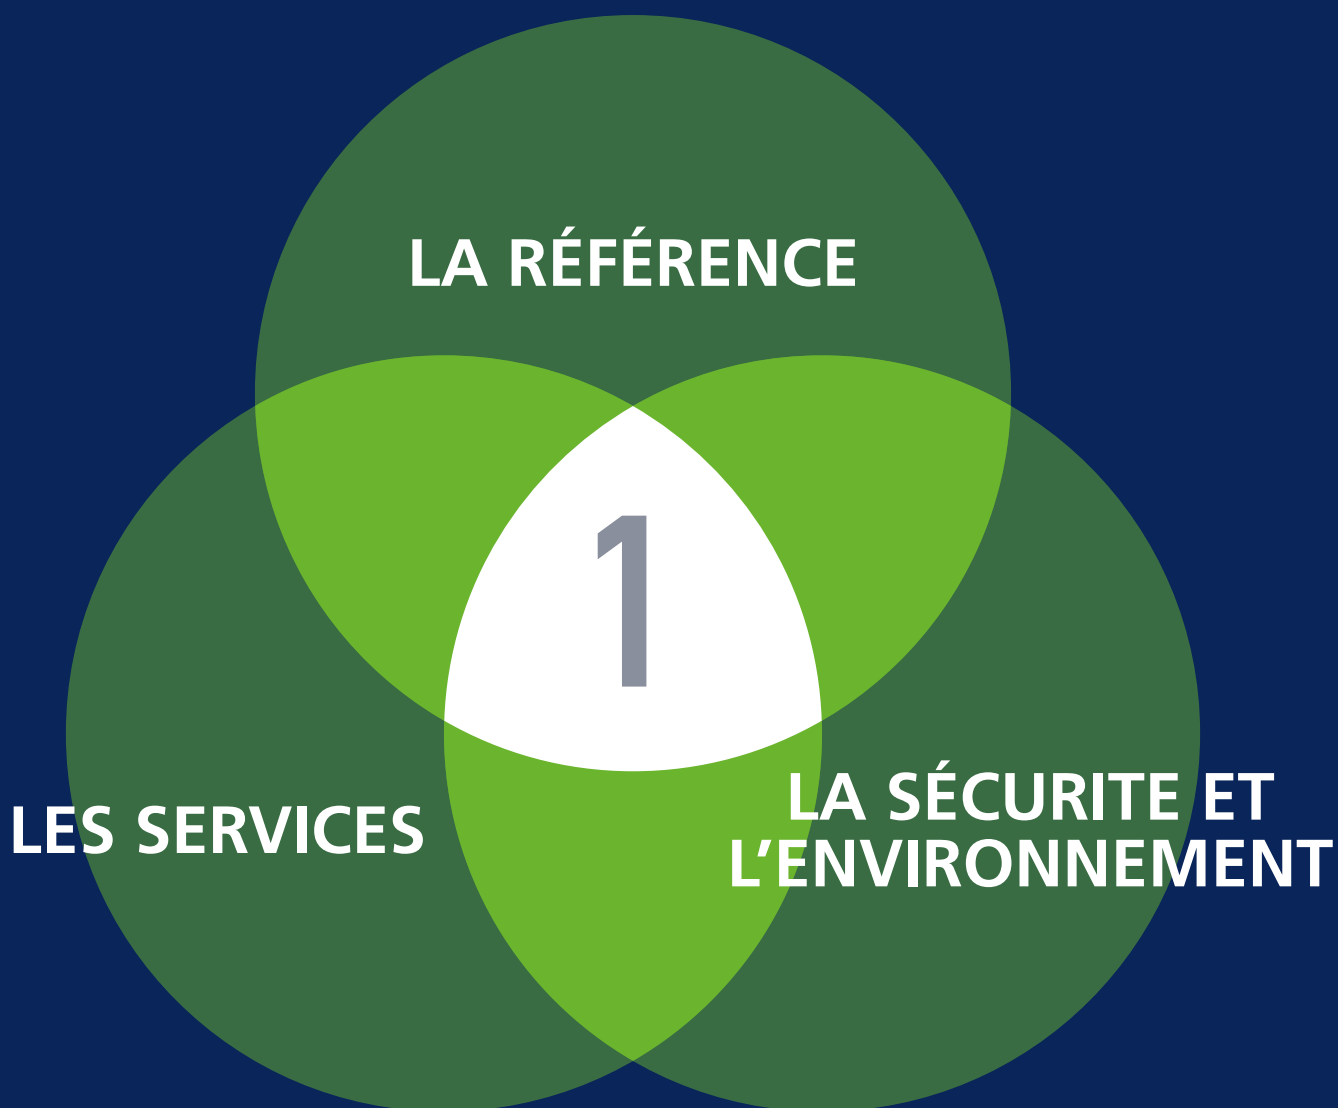 LA RÉFÉRENCE
1
LES SERVICES
LA SÉCURITE ET
L’ENVIRONNEMENT